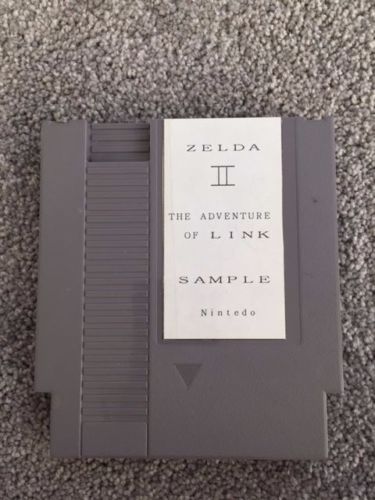 ZELDA
II
THE ADVENTURE
OF LINK
SAMPLE
Nintedo